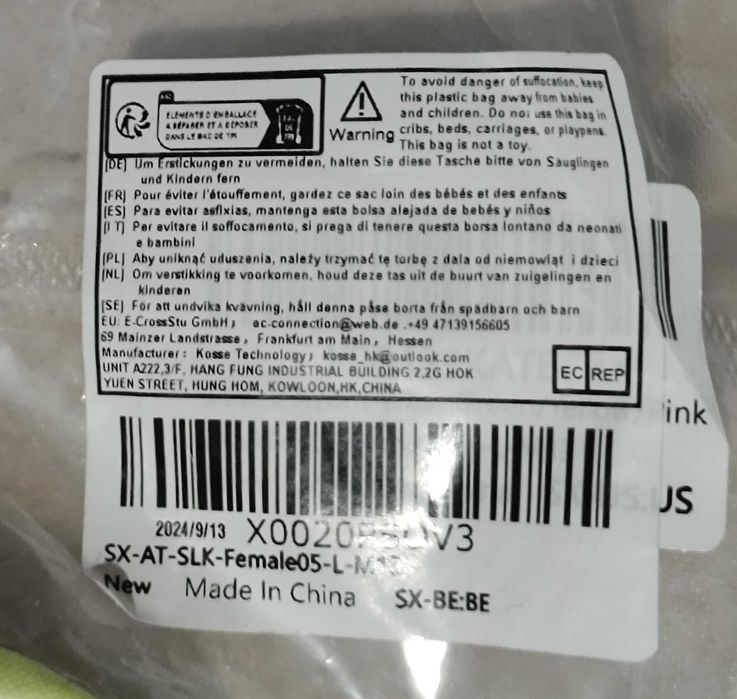 ÉLÉMENTS D'EMBALLAGE
À SÉPARER ET À DÉPOSER
DANS LE BAC DE TRI
FR
BAC
DE
TRI
Warning
To avoid danger of suffocation, keep
this plastic bag away from babies
and children. Do not use this bag in
cribs, beds, carriages, or playpens.
This bag is not a toy.
[DE] Um Erstickungen zu vermeiden, halten Sie diese Tasche bitte von Säuglingen
und Kindern fern
[FR] Pour éviter l'étouffement, gardez ce sac loin des bébés et des enfants
[ES] Para evitar asfixias, mantenga esta bolsa alejada de bebés y niños
[IT] Per evitare il soffocamento, si prega di tenere questa borsa lontano da neonati
e bambini
[PL] Aby uniknąć uduszenia, należy trzymać tę torbę z dala od niemowląt i dzieci
[NL] Om verstikking te voorkomen, houd deze tas uit de buurt van zuigelingen en
kinderen
[SE] För att undvika kvävning, håll denna påse borta från spädbarn och barn
EU: E-CrossStu GmbH, ec-connection@web.de .+49 47139156605
69 Mainzer Landstrasse, Frankfurt am Main, Hessen
Manufacturer: Kosse Technology, kosse_hk@outlook.com
UNIT A222,3/F, HANG FUNG INDUSTRIAL BUILDING 2,2G HOK
YUEN STREET, HUNG HOM, KOWLOON,HK,CHINA
EC REP
2024/9/13
SX-AT-SLK-Female05-L-
New Made In China SX-BE:BE
ink
US